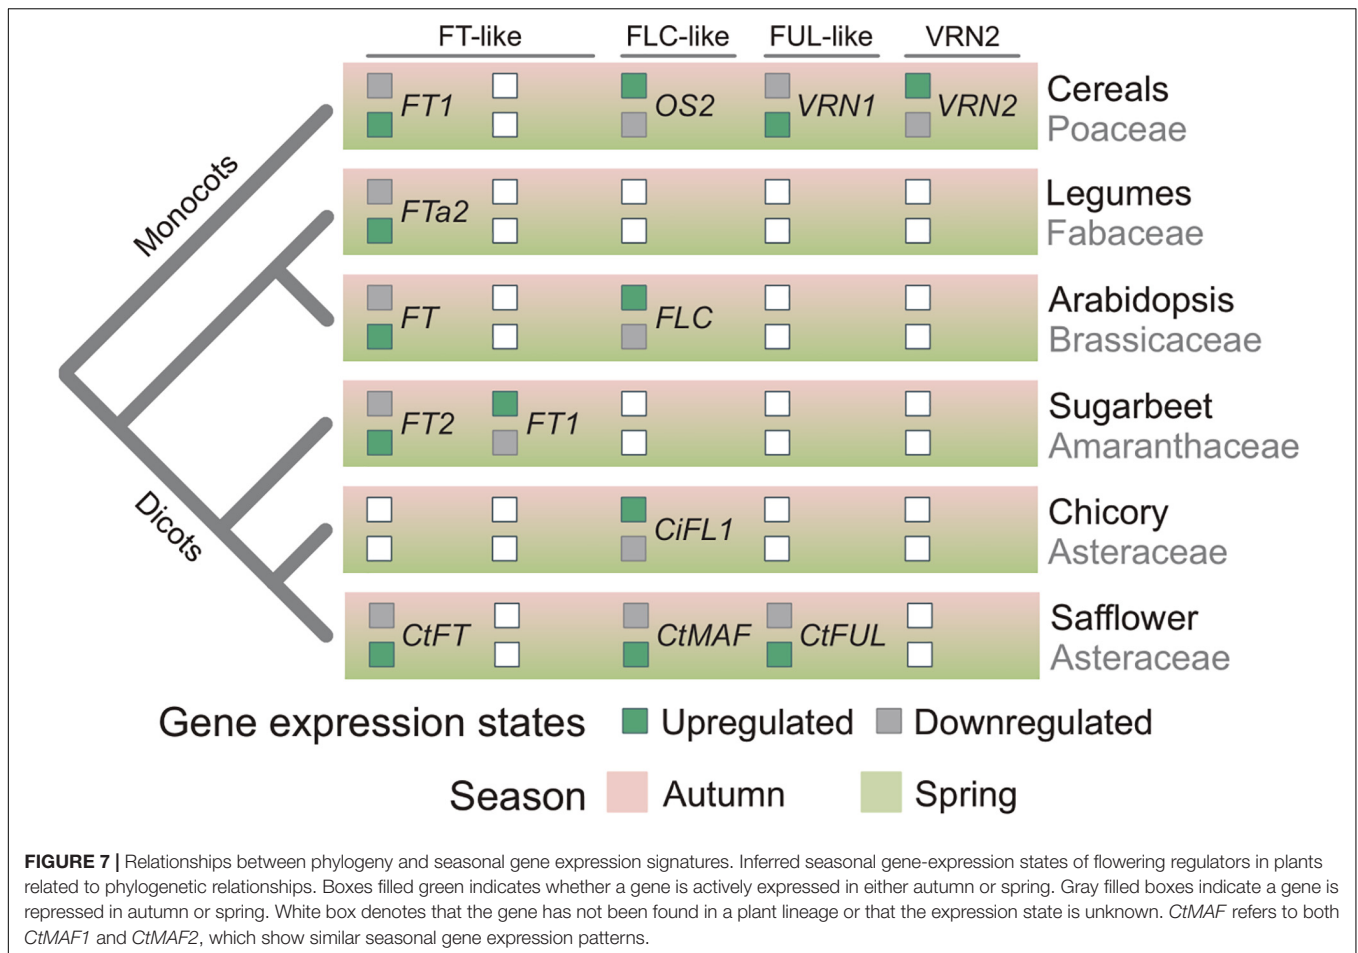 FT-like FLC-like FUL-like VRN2
FT1 OS2 VRN1 VRN2 Cereals
Poaceae
Monocots
FTa2 Legumes
Fabaceae
FT FLC Arabidopsis
Brassicaceae
FT2 FT1 Sugarbeet
Amaranthaceae
Dicots
CiFL1 Chicory
Asteraceae
CtFT CtMAF CtFUL Safflower
Asteraceae
Gene expression states Upregulated Downregulated
Season Autumn Spring
FIGURE 7 | Relationships between phylogeny and seasonal gene expression signatures. Inferred seasonal gene-expression states of flowering regulators in plants
related to phylogenetic relationships. Boxes filled green indicates whether a gene is actively expressed in either autumn or spring. Gray filled boxes indicate a gene is
repressed in autumn or spring. White box denotes that the gene has not been found in a plant lineage or that the expression state is unknown. CtMAF refers to both
CtMAF1 and CtMAF2, which show similar seasonal gene expression patterns.